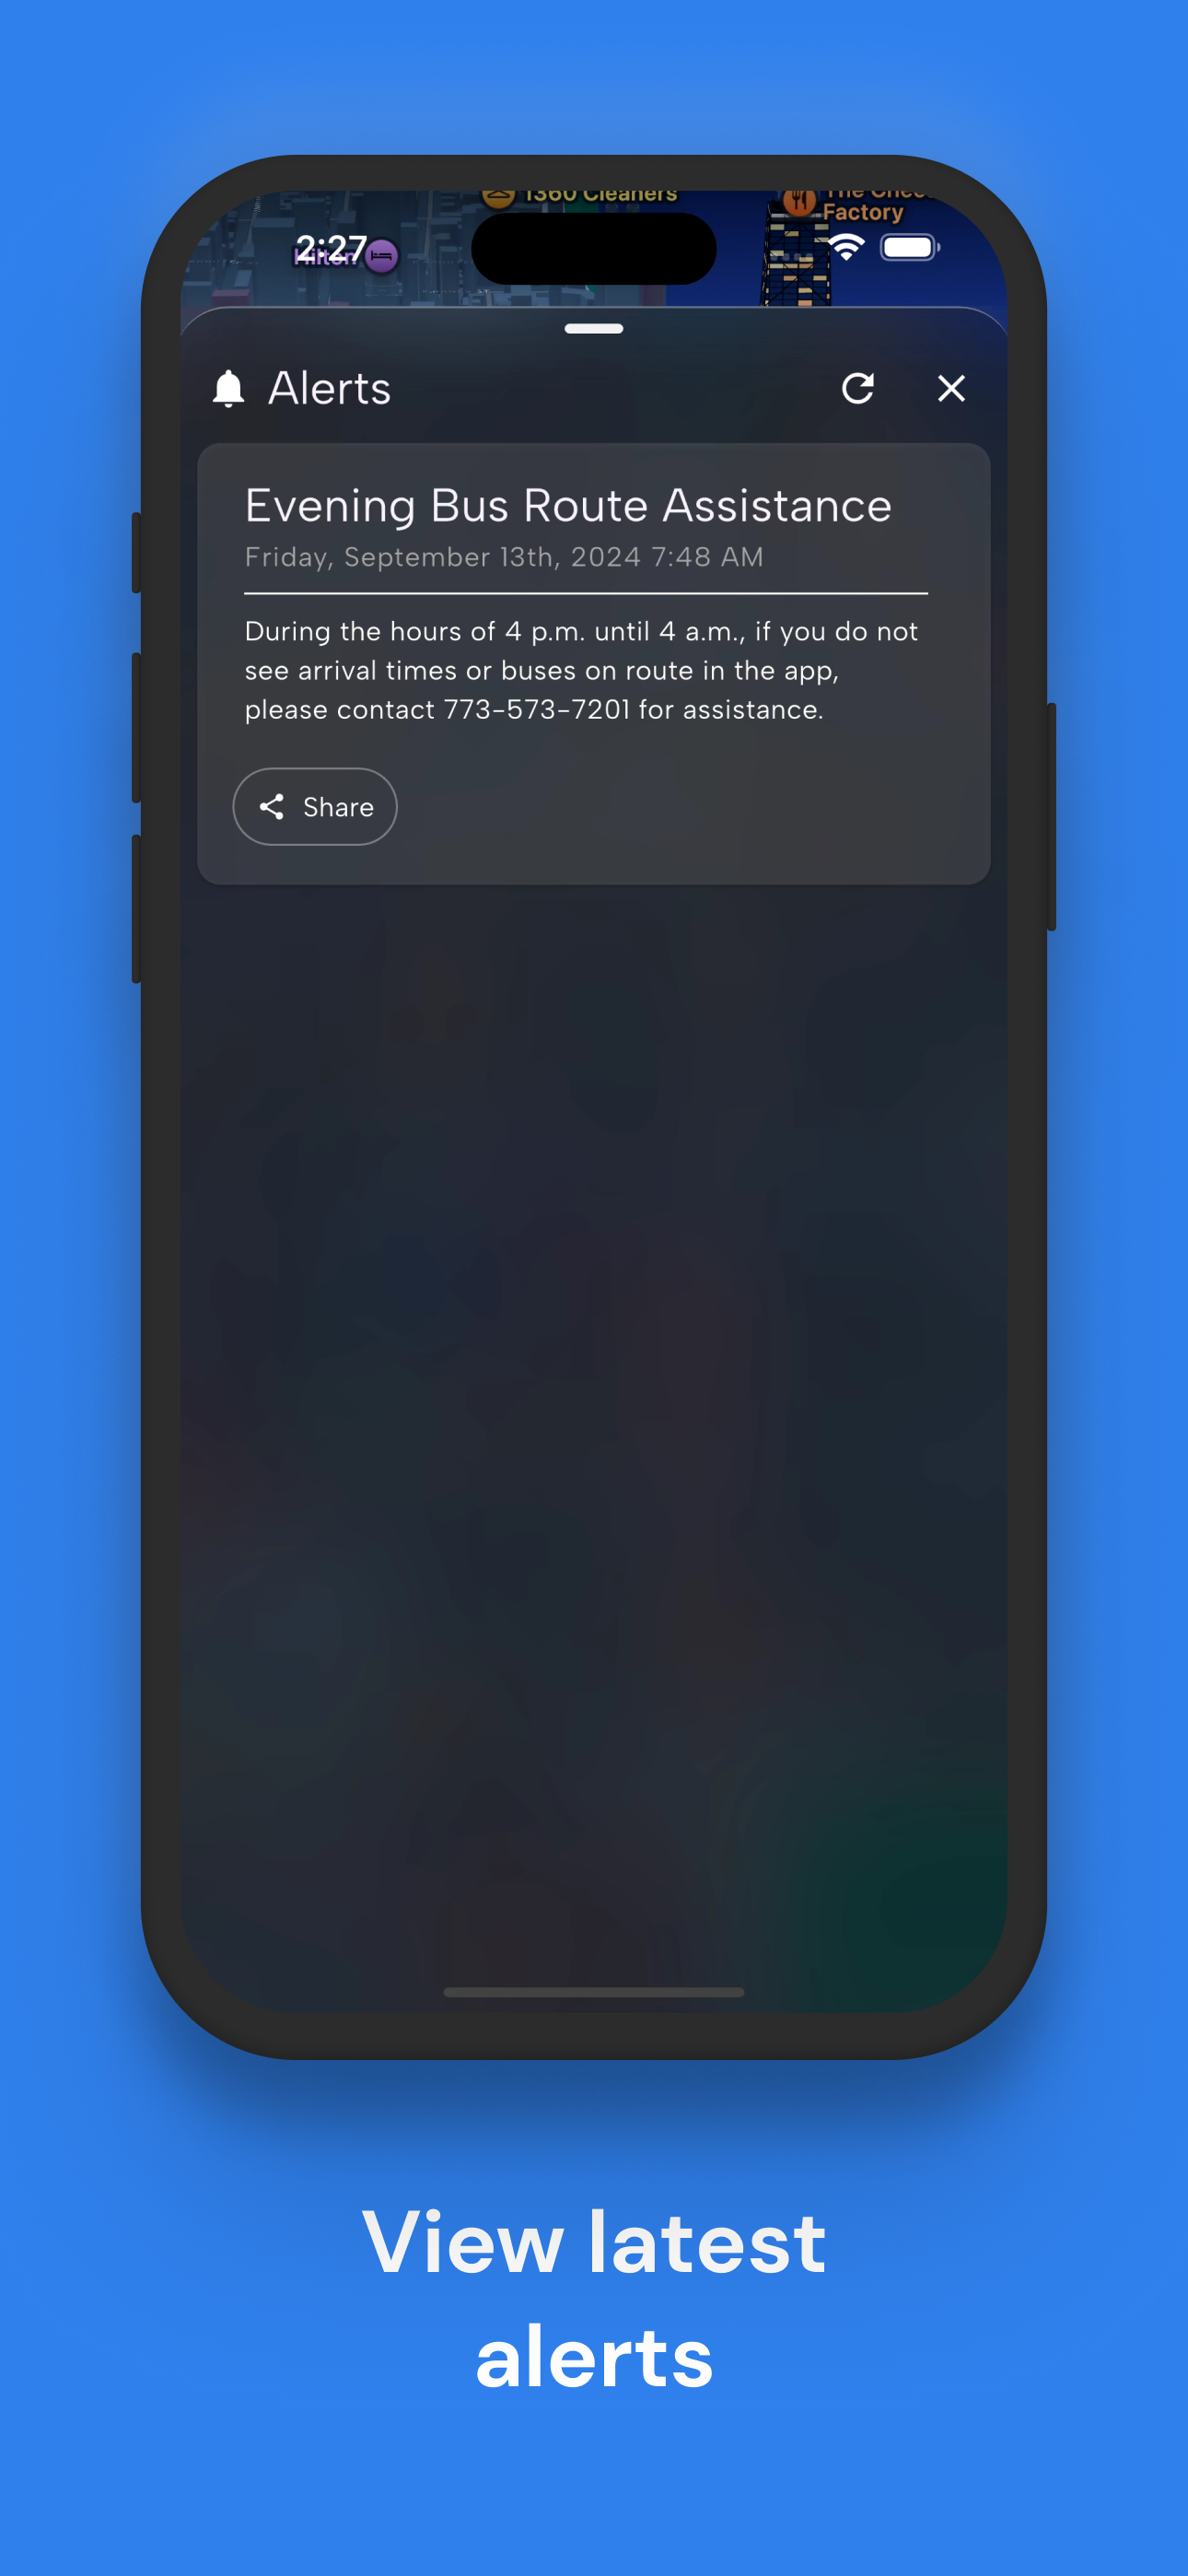 1360 Cleaners
Factory
2:27
Hilton
Alerts
Evening Bus Route Assistance
Friday, September 13th, 2024 7:48 AM
During the hours of 4 p.m. until 4 a.m., if you do not
see arrival times or buses on route in the app,
please contact 773-573-7201 for assistance.
Share
View latest
alerts